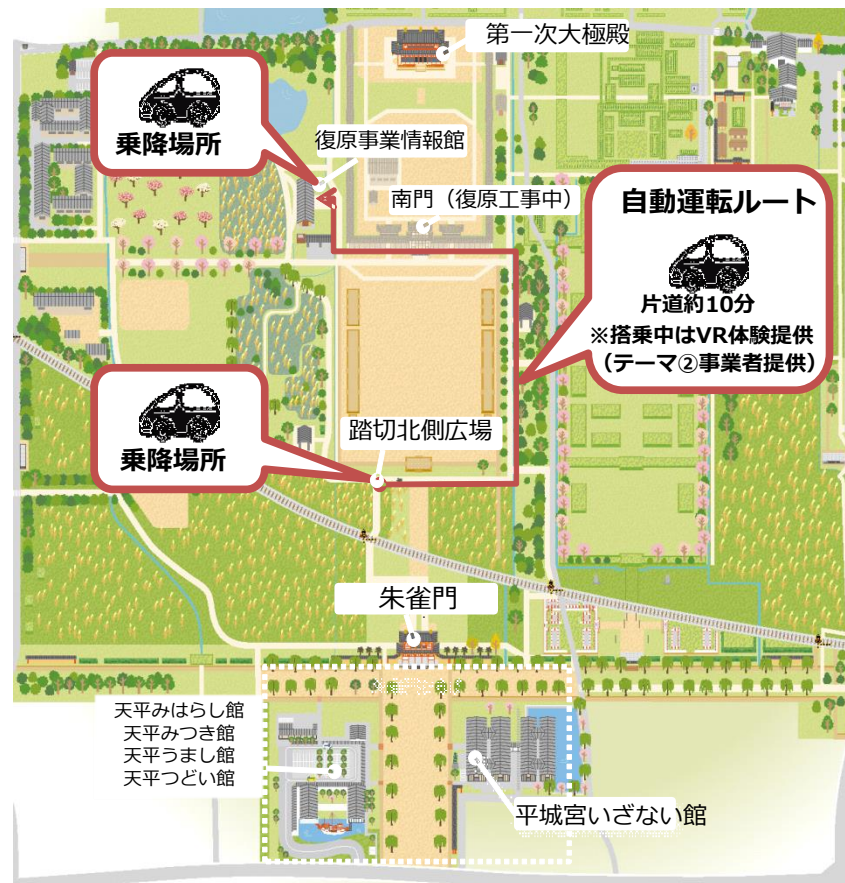 第一次大極殿
乗降場所
復原事業情報館
南門（復原工事中）
自動運転ルート
片道約10分
※搭乗中はVR体験提供
（テーマ②事業者提供）
踏切北側広場
乗降場所
朱雀門
天平みはらし館
天平みつき館
天平うまし館
天平つどい館
平城宮いざない館